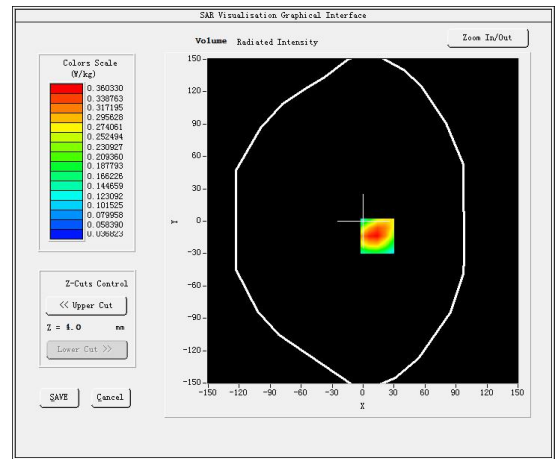 SAR Visualisation Graphical Interface
Volume Radiated Intensity
Zoom In/Out
Colors Scale
(W/kg)
0.360330
0.338763
0.317195
0.295628
0.274061
0.252494
0.230927
0.209360
0.187793
0.166226
0.144659
0.123092
0.101525
0.079958
0.058390
0.036823
Z-Cuts Control
<< Upper Cut
Z = 4.0 mm
Lower Cut >>
SAVE Cancel
150
120
90
60
30
0
-30
-60
-90
-120
-150
Y
-150 -120 -90 -60 -30 0 30 60 90 120 150
X